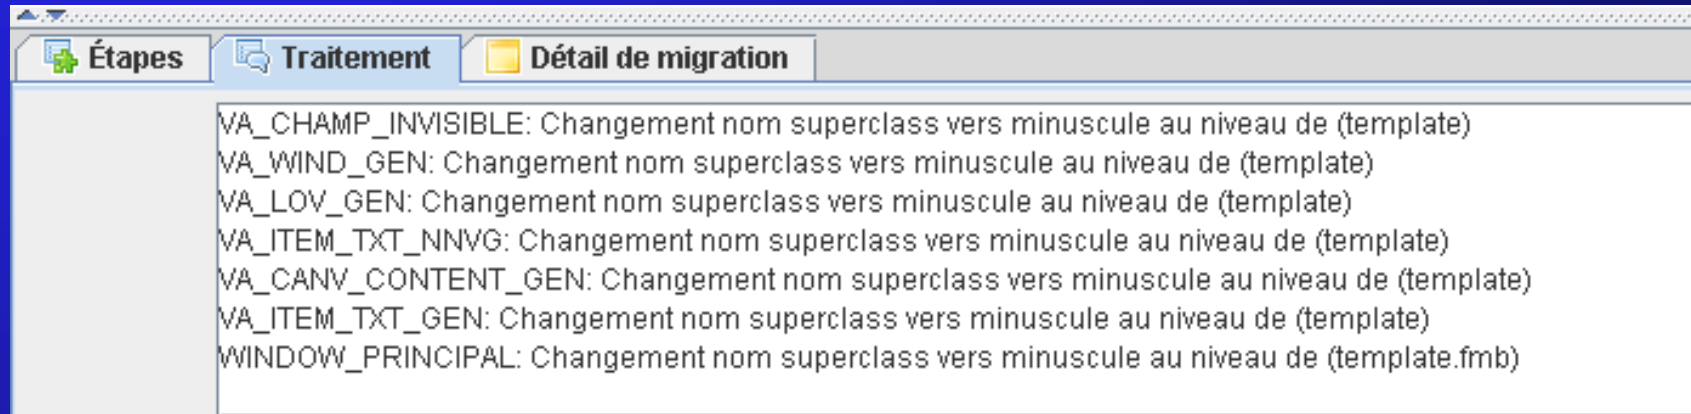 Étapes Traitement Détail de migration
VA_CHAMP_INVISIBLE: Changement nom superclass vers minuscule au niveau de (template)
VA_WIND_GEN: Changement nom superclass vers minuscule au niveau de (template)
VA_LOV_GEN: Changement nom superclass vers minuscule au niveau de (template)
VA_ITEM_TXT_NNVG: Changement nom superclass vers minuscule au niveau de (template)
VA_CANV_CONTENT_GEN: Changement nom superclass vers minuscule au niveau de (template)
VA_ITEM_TXT_GEN: Changement nom superclass vers minuscule au niveau de (template)
WINDOW_PRINCIPAL: Changement nom superclass vers minuscule au niveau de (template.fmb)